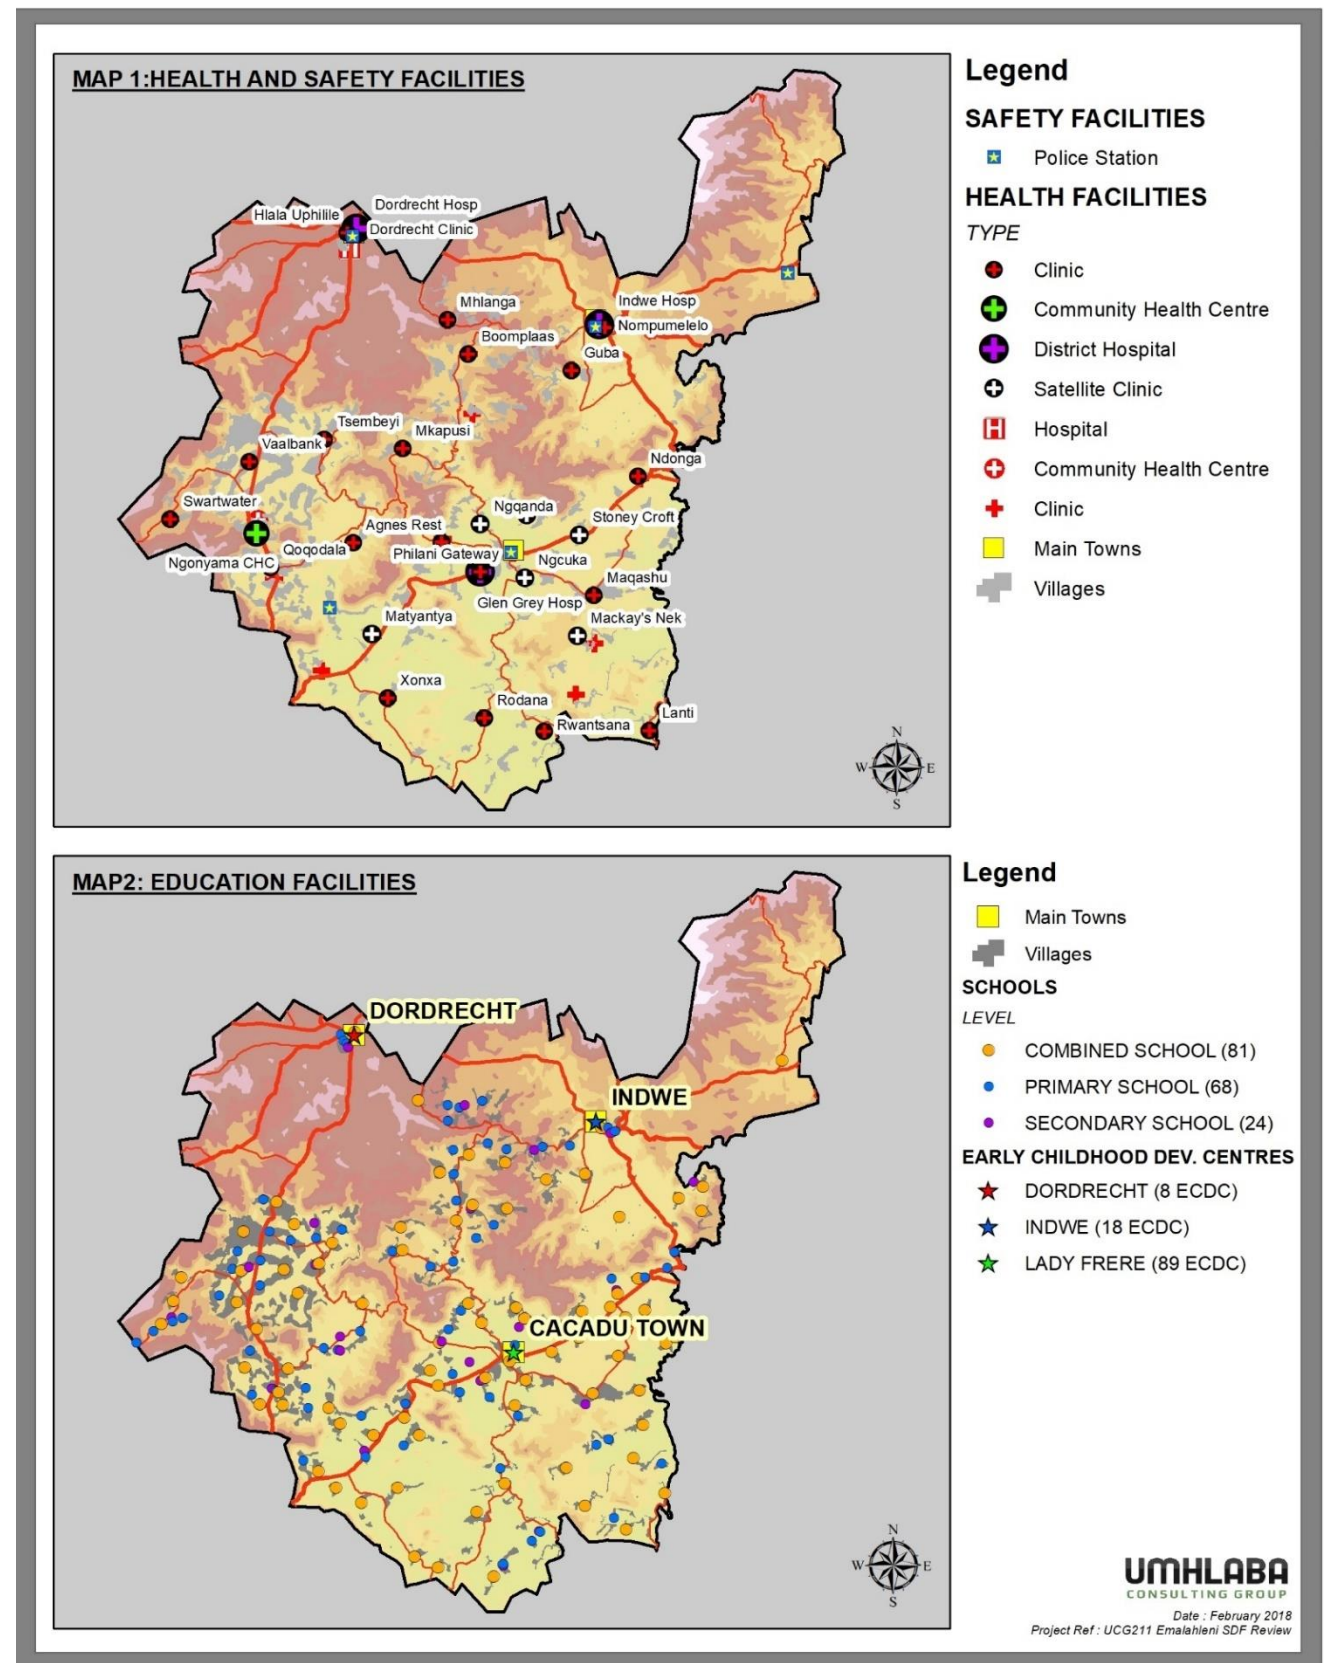 MAP 1:HEALTH AND SAFETY FACILITIES
Dordrecht Hosp
Hlala Uphilile
Dordrecht Clinic
Mhlanga
Indwe Hosp
Nompumelelo
Boomplaas
Guba
Tsembeyi
Mkapusi
Vaalbank
Ndonga
Swartwater
Ngqanda
Stoney Croft
Agnes Rest
Qoqodala
Philani Gateway
Ngcuka
Ngonyama CHC
Maqashu
Glen Grey Hosp
Matyantya
Mackay's Nek
Xonxa
Rodana
Lanti
Rwantsana
N
W
E
S
Legend
SAFETY FACILITIES
Police Station
HEALTH FACILITIES
TYPE
Clinic
Community Health Centre
District Hospital
Satellite Clinic
H Hospital
Community Health Centre
Clinic
Main Towns
Villages
MAP2: EDUCATION FACILITIES
DORDRECHT
INDWE
CACADU TOWN
N
W
E
S
Legend
Main Towns
Villages
SCHOOLS
LEVEL
COMBINED SCHOOL (81)
PRIMARY SCHOOL (68)
SECONDARY SCHOOL (24)
EARLY CHILDHOOD DEV. CENTRES
DORDRECHT (8 ECDC)
INDWE (18 ECDC)
LADY FRERE (89 ECDC)
UMHLABA
CONSULTING GROUP
Date : February 2018
Project Ref : UCG211 Emalahleni SDF Review